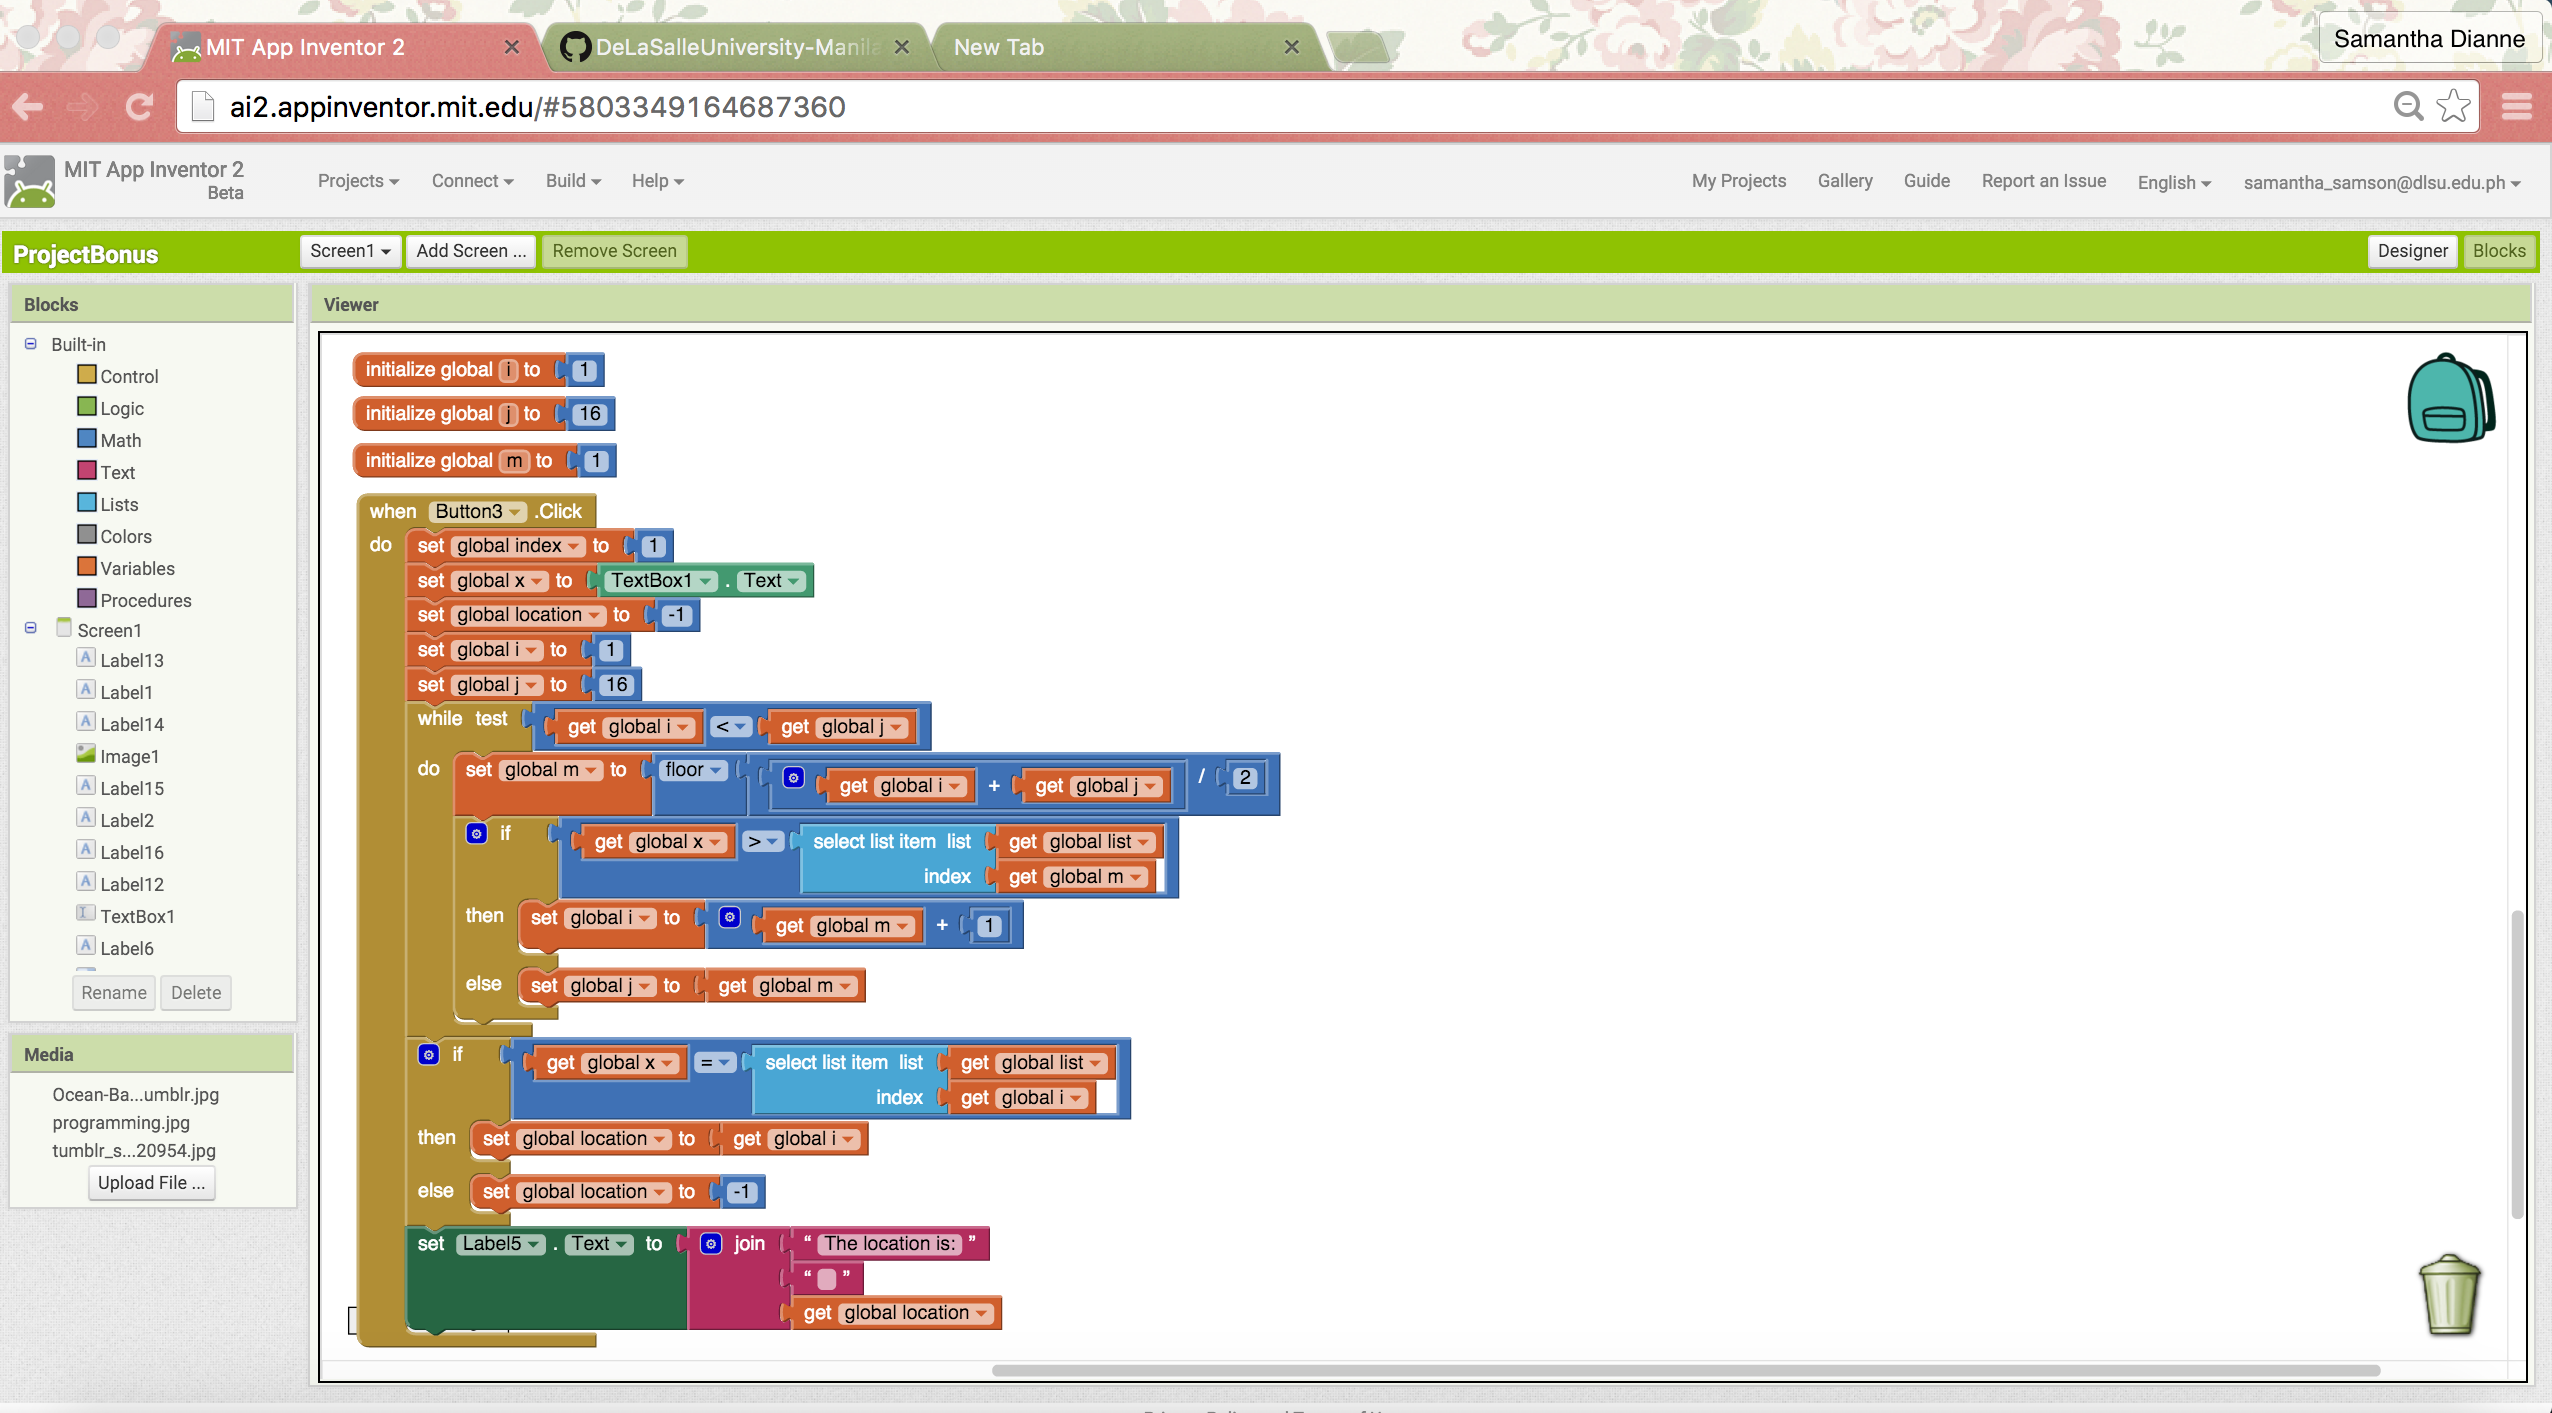 MIT App Inventor 2
DeLaSalleUniversity-Manila
New Tab
Samantha Dianne
ai2.appinventor.mit.edu/#5803349164687360
MIT App Inventor 2
Beta
Projects
Connect
Build
Help
My Projects
Gallery
Guide
Report an Issue
English
samantha_samson@dlsu.edu.ph
ProjectBonus
Screen1
Add Screen ...
Remove Screen
Designer
Blocks
Blocks
Built-in
Control
Logic
Math
Text
Lists
Colors
Variables
Procedures
Screen1
Label13
Label1
Label14
Image1
Label15
Label2
Label16
Label12
TextBox1
Label6
Rename
Delete
Media
Ocean-Ba...umblr.jpg
programming.jpg
tumblr_s...20954.jpg
Upload File ...
Viewer
initialize global i to 1
initialize global j to 16
initialize global m to 1
when Button3 .Click
do set global index to 1
set global x to TextBox1 . Text
set global location to -1
set global i to 1
set global j to 16
while test get global i < get global j
do set global m to floor get global i + get global j / 2
if get global x > select list item list get global list
index get global m
then set global i to get global m + 1
else set global j to get global m
if get global x = select list item list get global list
index get global i
then set global location to get global i
else set global location to -1
set Label5 . Text to join “ The location is: ”
“ ”
get global location